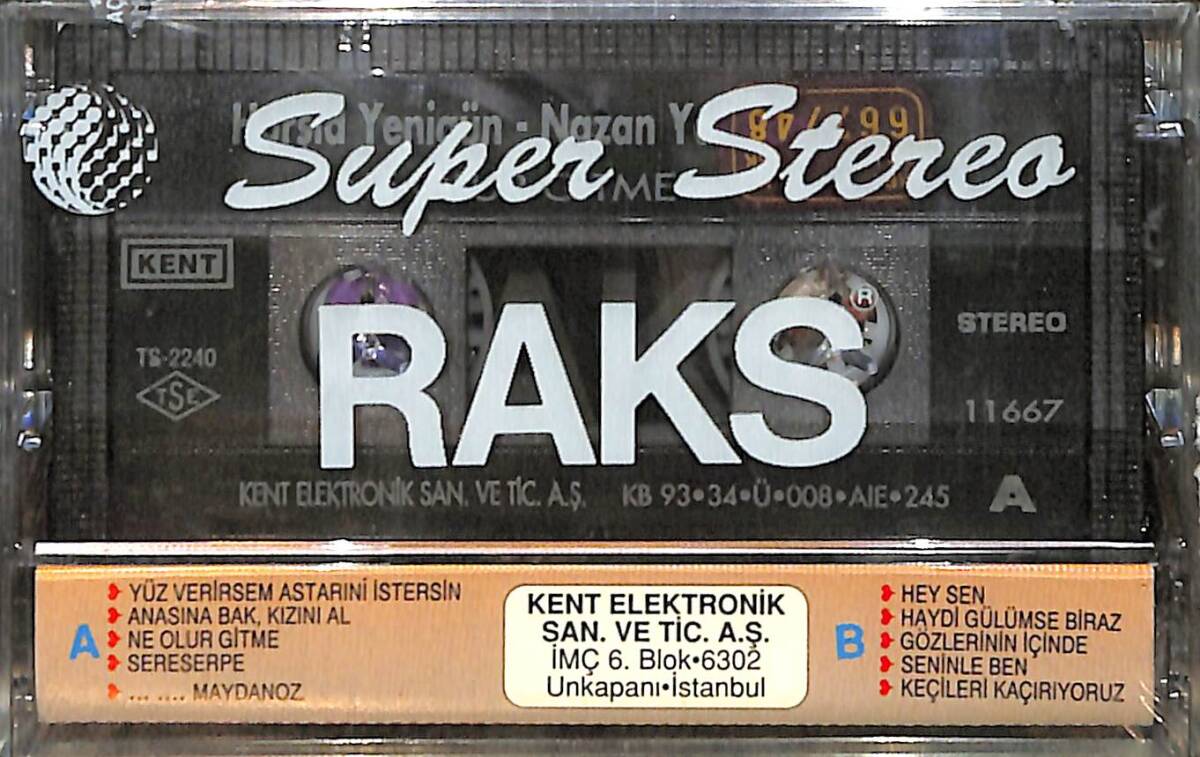 Yenigün - Nazan
Super Stereo
KENT
RAKS
®
STEREO
TS-2240
TSE
11667
KENT ELEKTRONİK SAN. VE TİC. A.Ş. KB 93•34•Ü•008•AIE•245
A
A
YÜZ VERİRSEM ASTARINI İSTERSİN
ANASINA BAK, KIZINI AL
NE OLUR GİTME
SERESERPE
... .... MAYDANOZ
KENT ELEKTRONİK
SAN. VE TİC. A.Ş.
İMÇ 6. Blok•6302
Unkapanı•İstanbul
B
HEY SEN
HAYDİ GÜLÜMSE BİRAZ
GÖZLERİNİN İÇİNDE
SENİNLE BEN
KEÇİLERİ KAÇIRIYORUZ